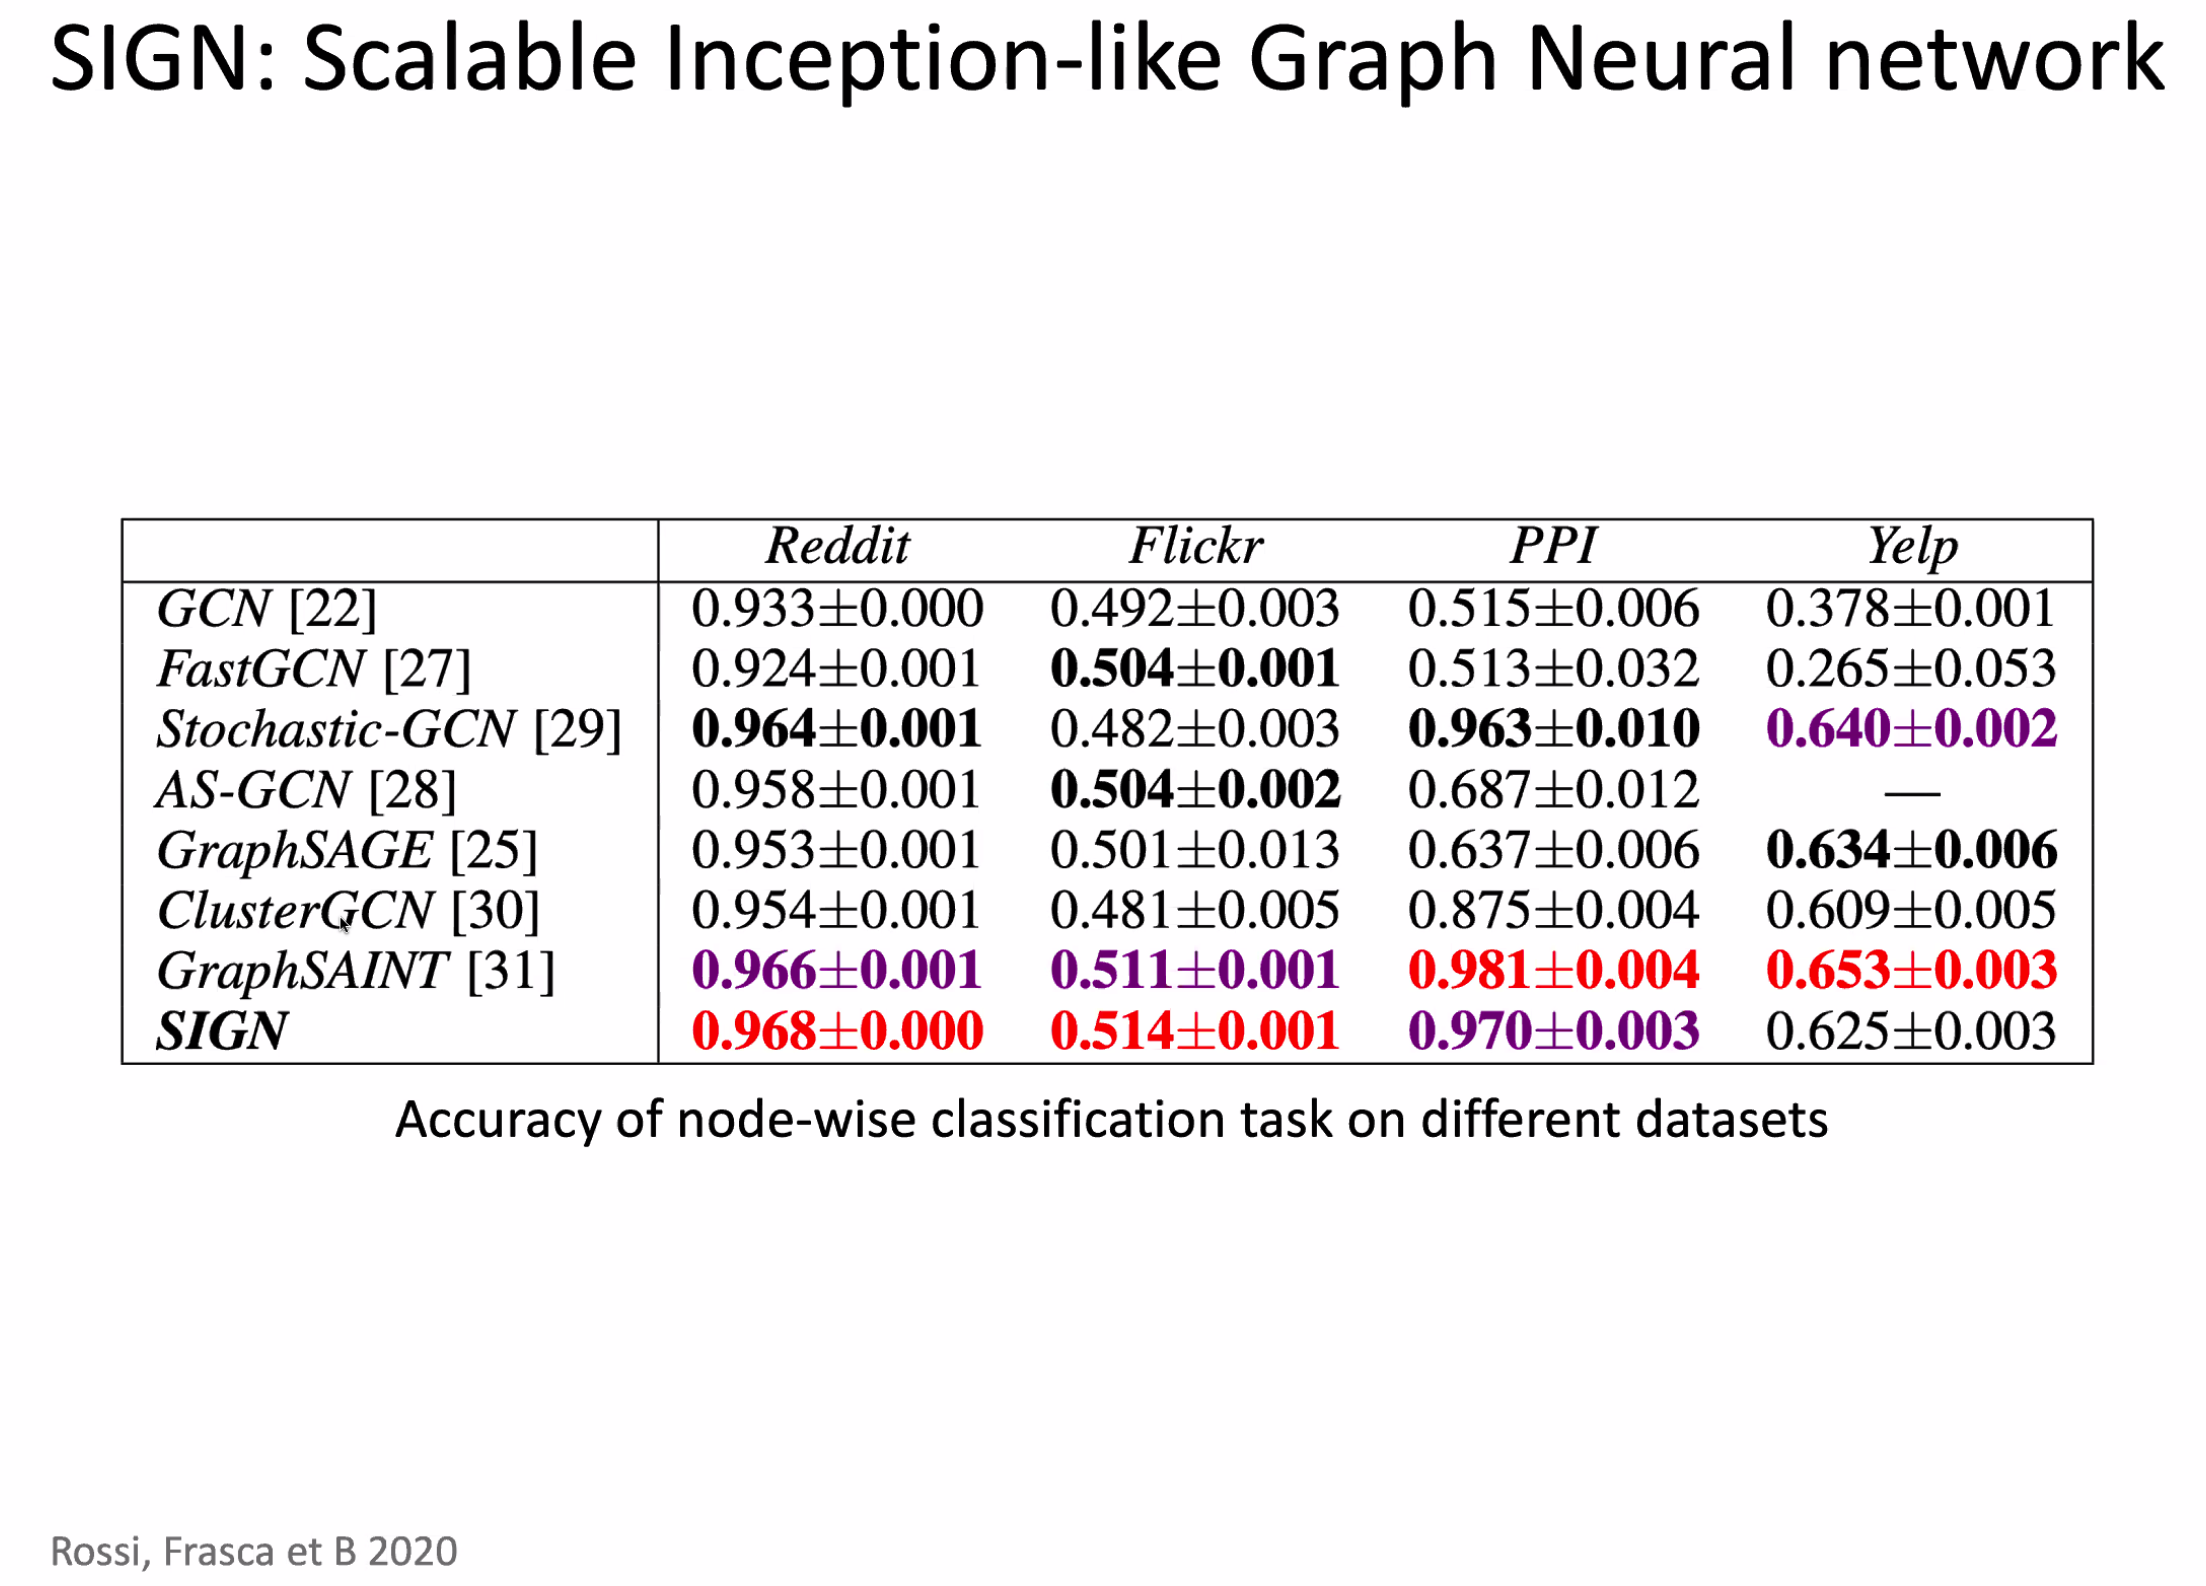 SIGN: Scalable Inception-like Graph Neural network
Reddit Flickr PPI Yelp
GCN [22] 0.933±0.000 0.492±0.003 0.515±0.006 0.378±0.001
FastGCN [27] 0.924±0.001 0.504±0.001 0.513±0.032 0.265±0.053
Stochastic-GCN [29] 0.964±0.001 0.482±0.003 0.963±0.010 0.640±0.002
AS-GCN [28] 0.958±0.001 0.504±0.002 0.687±0.012 —
GraphSAGE [25] 0.953±0.001 0.501±0.013 0.637±0.006 0.634±0.006
ClusterGCN [30] 0.954±0.001 0.481±0.005 0.875±0.004 0.609±0.005
GraphSAINT [31] 0.966±0.001 0.511±0.001 0.981±0.004 0.653±0.003
SIGN 0.968±0.000 0.514±0.001 0.970±0.003 0.625±0.003
Accuracy of node-wise classification task on different datasets
Rossi, Frasca et B 2020